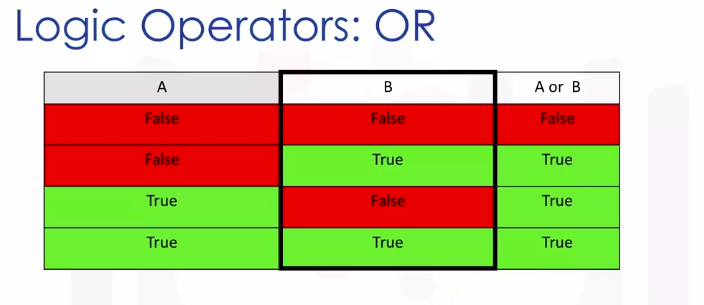 Logic Operators: OR
A B A or B
False False False
False True True
True False True
True True True